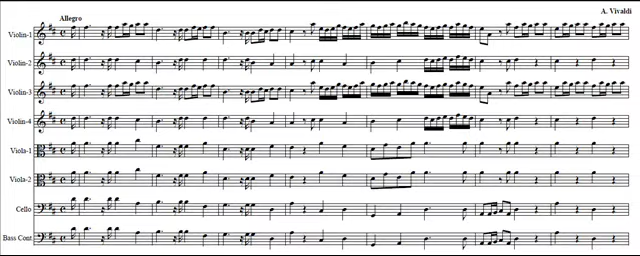 Allegro
A. Vivaldi
Violin-1
Violin-2
Violin-3
Violin-4
Viola-1
Viola-2
Cello
Bass Cont